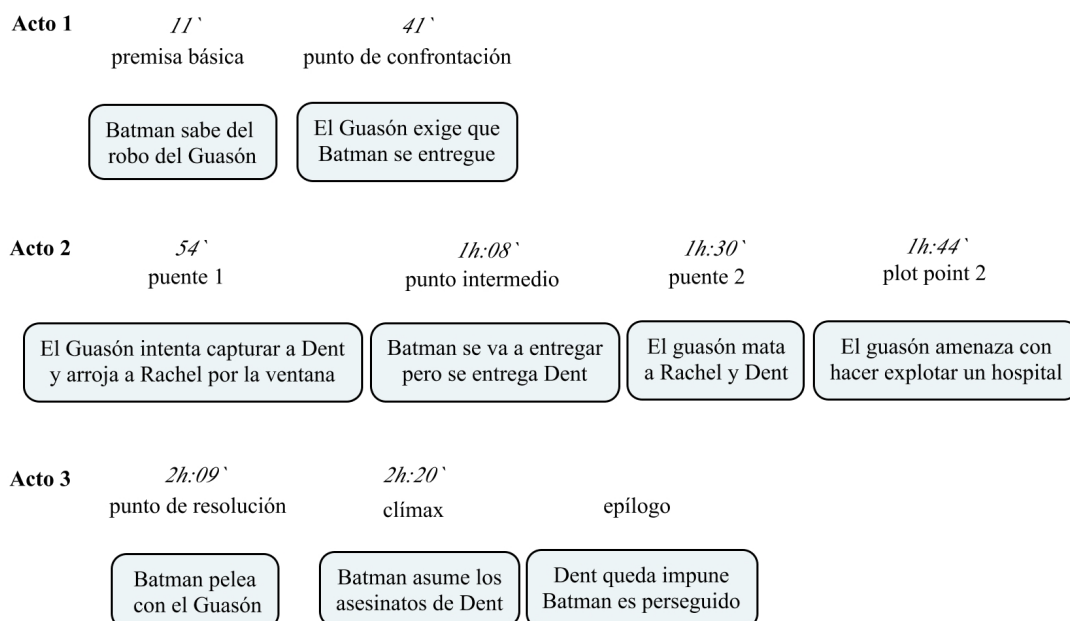 Acto 1
11`
41`
premisa básica
punto de confrontación
Batman sabe del
robo del Guasón
El Guasón exige que
Batman se entregue
Acto 2
54`
1h:08`
1h:30`
1h:44`
puente 1
punto intermedio
puente 2
plot point 2
El Guasón intenta capturar a Dent
y arroja a Rachel por la ventana
Batman se va a entregar
pero se entrega Dent
El guasón mata
a Rachel y Dent
El guasón amenaza con
hacer explotar un hospital
Acto 3
2h:09`
2h:20`
punto de resolución
clímax
epílogo
Batman pelea
con el Guasón
Batman asume los
asesinatos de Dent
Dent queda impune
Batman es perseguido